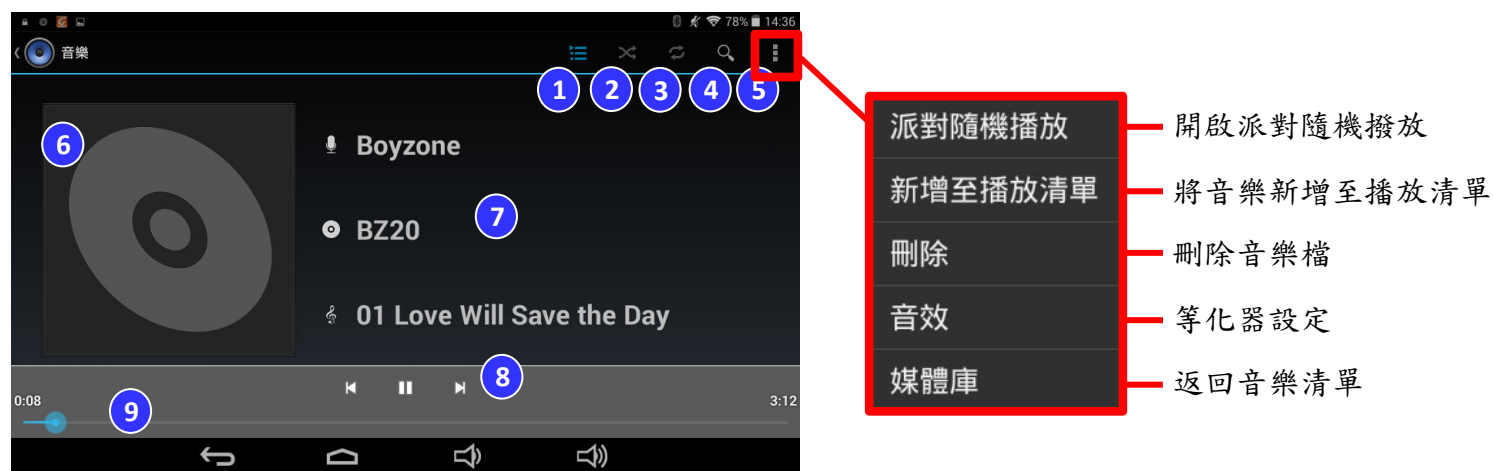 78% 14:36
音樂
1 2 3 4 5
6
Boyzone
7
BZ20
01 Love Will Save the Day
8
0:08
9
3:12
派對隨機播放
開啟派對隨機撥放
新增至播放清單
將音樂新增至播放清單
刪除
刪除音樂檔
音效
等化器設定
媒體庫
返回音樂清單